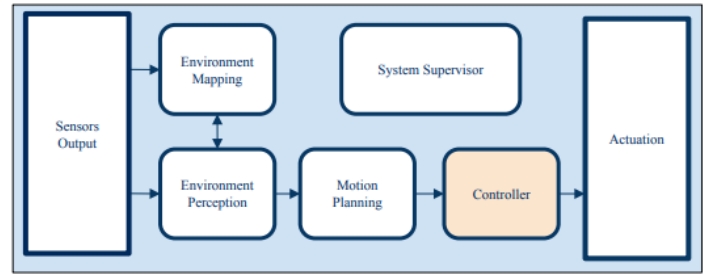 Sensors
Output
Environment
Mapping
System Supervisor
Environment
Perception
Motion
Planning
Controller
Actuation